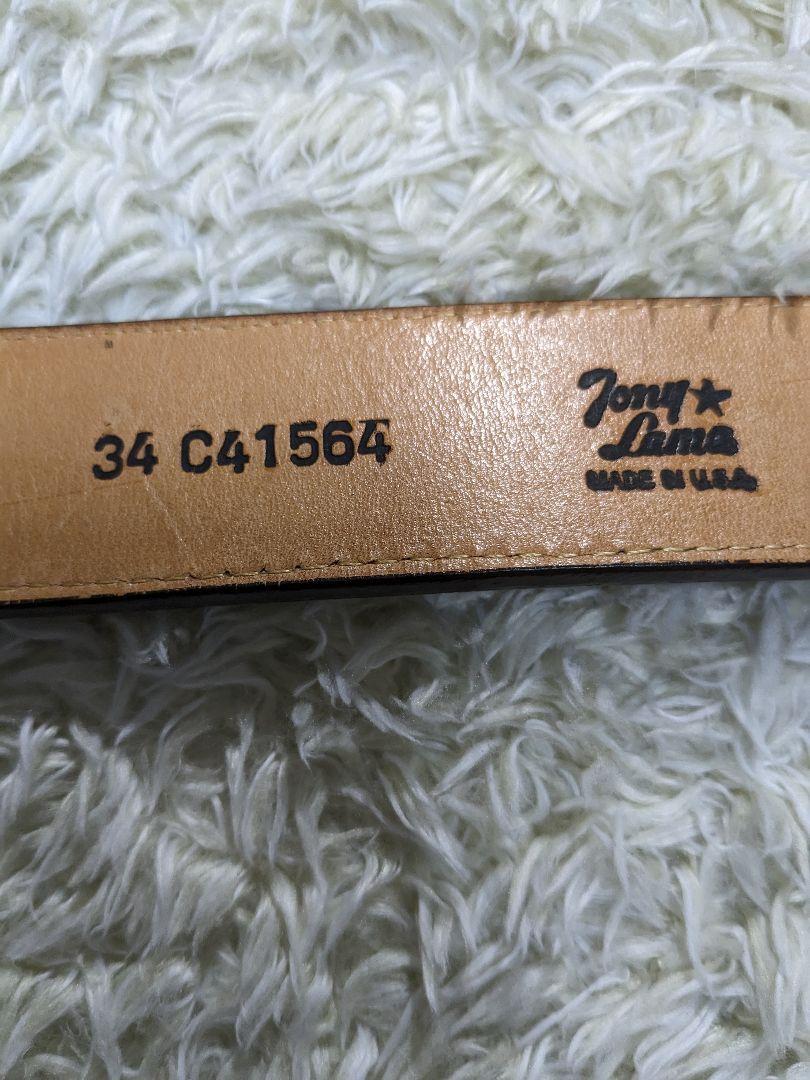 34 C41564
Tony★
Lama
MADE IN U.S.A.